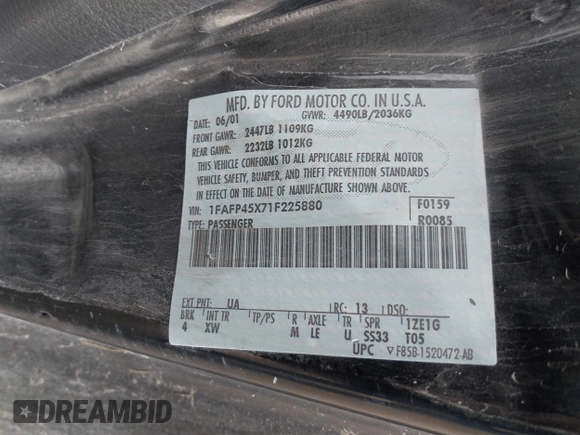 MFD. BY FORD MOTOR CO. IN U.S.A.
DATE: 06/01 GVWR: 4490LB/2036KG
FRONT GAWR: 2447LB 1109KG
REAR GAWR: 2232LB 1012KG
THIS VEHICLE CONFORMS TO ALL APPLICABLE FEDERAL MOTOR
VEHICLE SAFETY, BUMPER, AND THEFT PREVENTION STANDARDS
IN EFFECT ON THE DATE OF MANUFACTURE SHOWN ABOVE.
VIN: 1FAFP45X71F225880 F0159
TYPE: PASSENGER R0085
EXT PNT: UA RC: 13 DSO:
BRK INT TR TP/PS R AXLE TR SPR 1ZE1G
4 XW M LE U SS33 T05
UPC F85B-1520472-AB
DREAMBID